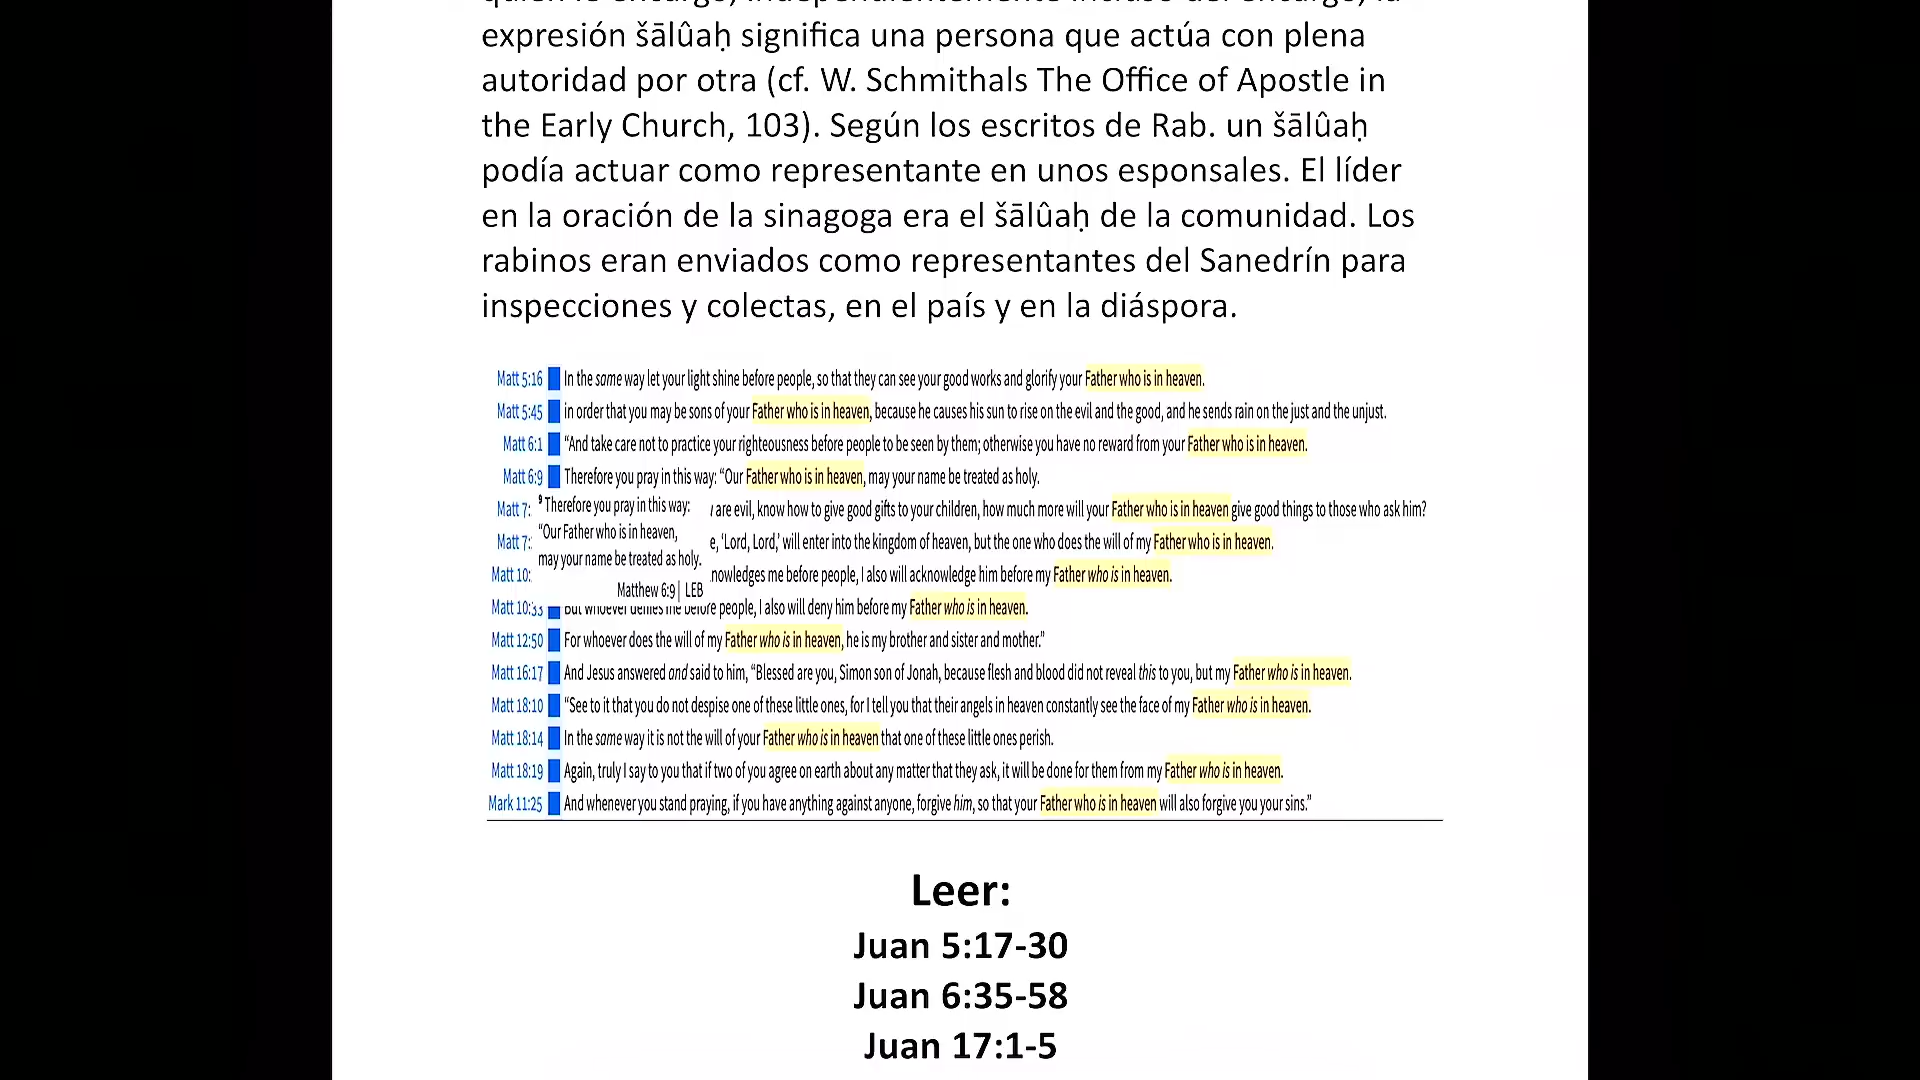 expresión šālûaḥ significa una persona que actúa con plena
autoridad por otra (cf. W. Schmithals The Office of Apostle in
the Early Church, 103). Según los escritos de Rab. un šālûaḥ
podía actuar como representante en unos esponsales. El líder
en la oración de la sinagoga era el šālûaḥ de la comunidad. Los
rabinos eran enviados como representantes del Sanedrín para
inspecciones y colectas, en el país y en la diáspora.
Matt 5:16 In the same way let your light shine before people, so that they can see your good works and glorify your Father who is in heaven.
Matt 5:45 in order that you may be sons of your Father who is in heaven, because he causes his sun to rise on the evil and the good, and he sends rain on the just and the unjust.
Matt 6:1 “And take care not to practice your righteousness before people to be seen by them; otherwise you have no reward from your Father who is in heaven.
Matt 6:9 Therefore you pray in this way: “Our Father who is in heaven, may your name be treated as holy.
Matt 7: are evil, know how to give good gifts to your children, how much more will your Father who is in heaven give good things to those who ask him?
Matt 7: e, ‘Lord, Lord,’ will enter into the kingdom of heaven, but the one who does the will of my Father who is in heaven.
Matt 10: nowledges me before people, I also will acknowledge him before my Father who is in heaven.
9 Therefore you pray in this way:
“Our Father who is in heaven,
may your name be treated as holy.
Matthew 6:9 | LEB
Matt 10:33 But whoever denies me before people, I also will deny him before my Father who is in heaven.
Matt 12:50 For whoever does the will of my Father who is in heaven, he is my brother and sister and mother.”
Matt 16:17 And Jesus answered and said to him, “Blessed are you, Simon son of Jonah, because flesh and blood did not reveal this to you, but my Father who is in heaven.
Matt 18:10 “See to it that you do not despise one of these little ones, for I tell you that their angels in heaven constantly see the face of my Father who is in heaven.
Matt 18:14 In the same way it is not the will of your Father who is in heaven that one of these little ones perish.
Matt 18:19 Again, truly I say to you that if two of you agree on earth about any matter that they ask, it will be done for them from my Father who is in heaven.
Mark 11:25 And whenever you stand praying, if you have anything against anyone, forgive him, so that your Father who is in heaven will also forgive you your sins.”
Leer:
Juan 5:17-30
Juan 6:35-58
Juan 17:1-5